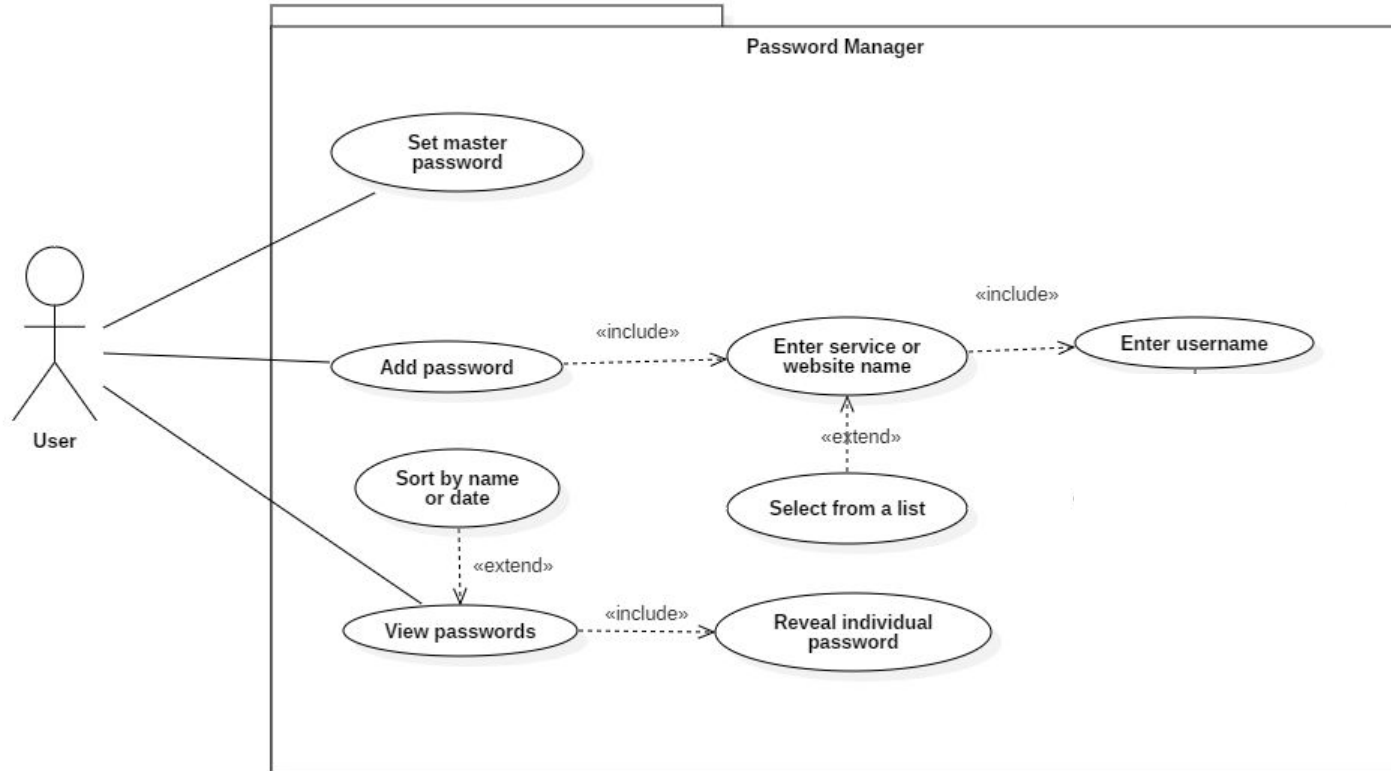 Password Manager
Set master
password
«include»
«include»
Enter service or
website name
Enter username
Add password
«extend»
User
Sort by name
or date
Select from a list
«extend»
«include»
View passwords
Reveal individual
password